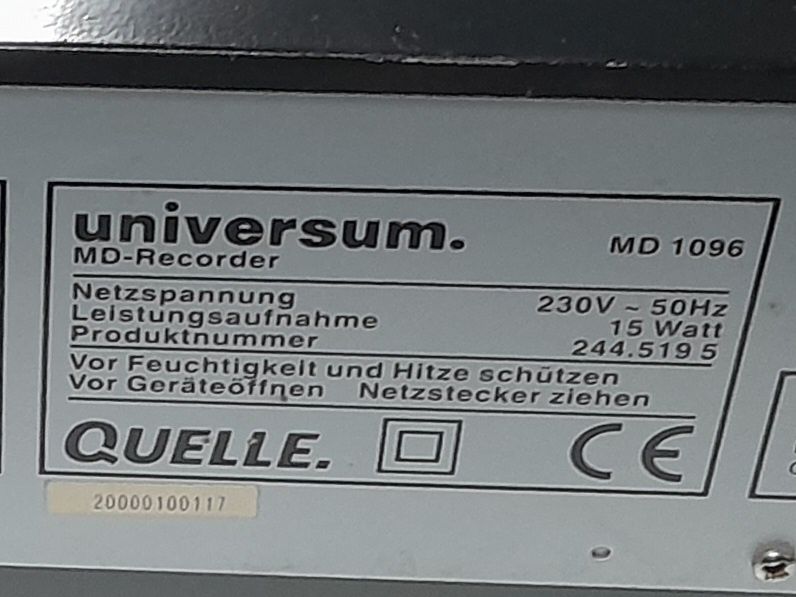 universum.
MD 1096
MD-Recorder
Netzspannung 230V ~ 50Hz
Leistungsaufnahme 15 Watt
Produktnummer 244.519 5
Vor Feuchtigkeit und Hitze schützen
Vor Geräteöffnen Netzstecker ziehen
QUELLE. CE
20000100117